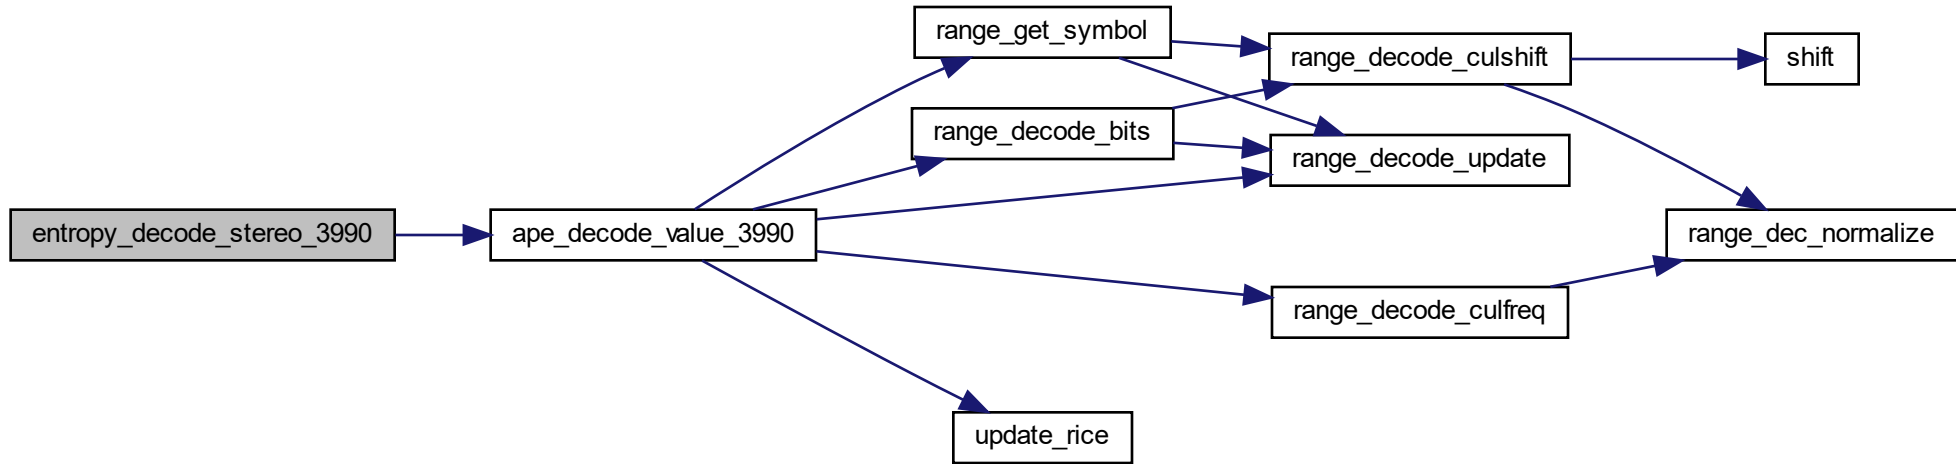 range_get_symbol
range_decode_culshift
shift
range_decode_bits
range_decode_update
entropy_decode_stereo_3990
ape_decode_value_3990
range_dec_normalize
range_decode_culfreq
update_rice